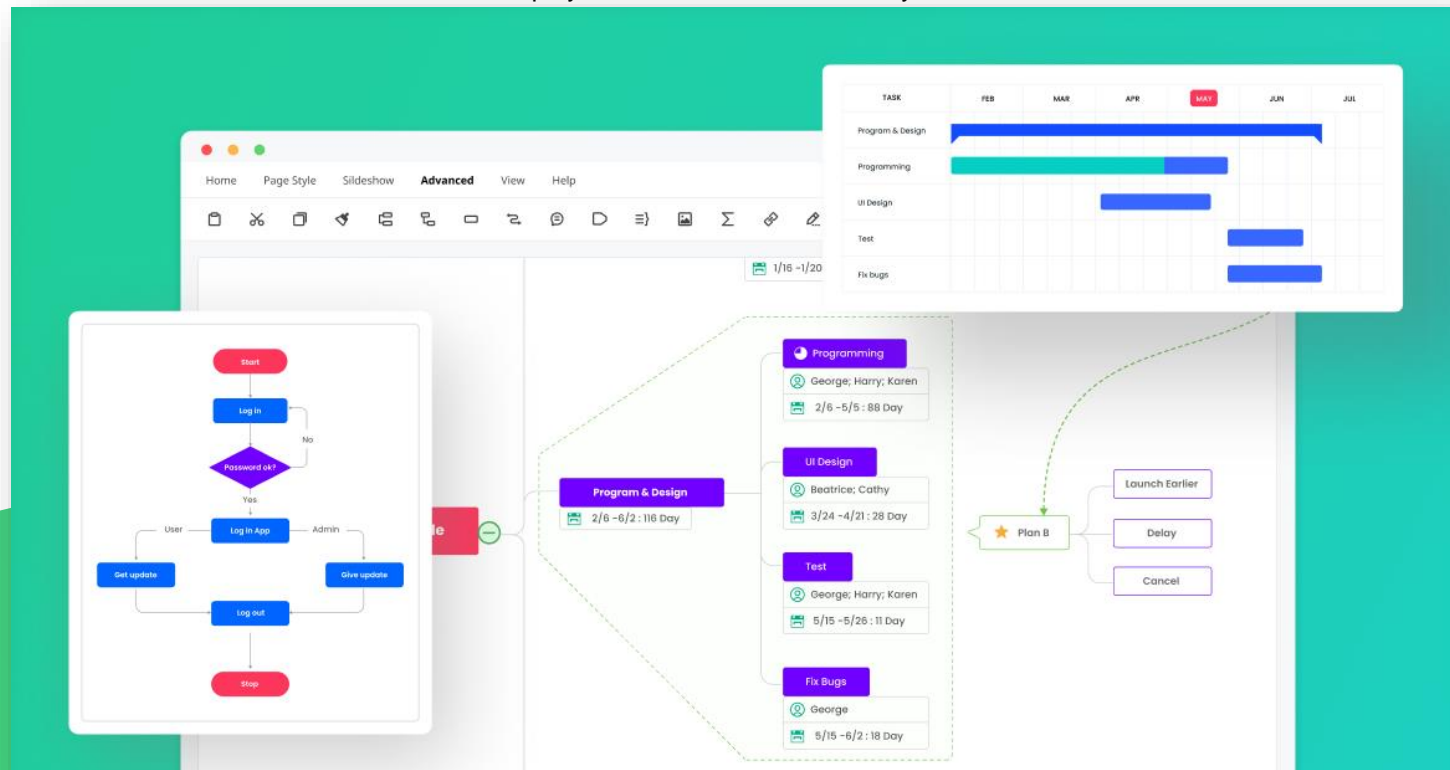 Home Page Style Sildeshow Advanced View Help
1/16 -1/20
TASK FEB MAR APR MAY JUN JUL
Program & Design
Programming
UI Design
Test
Fix bugs
Start
Log in
No
Password ok?
Yes
User Log in App Admin
Get update Give update
Log out
Stop
le
Program & Design
2/6 -6/2 : 116 Day
Programming
George; Harry; Karen
2/6 -5/5 : 88 Day
UI Design
Beatrice; Cathy
3/24 -4/21 : 28 Day
Test
George; Harry; Karen
5/15 -5/26 : 11 Day
Fix Bugs
George
5/15 -6/2 : 18 Day
Plan B
Launch Earlier
Delay
Cancel